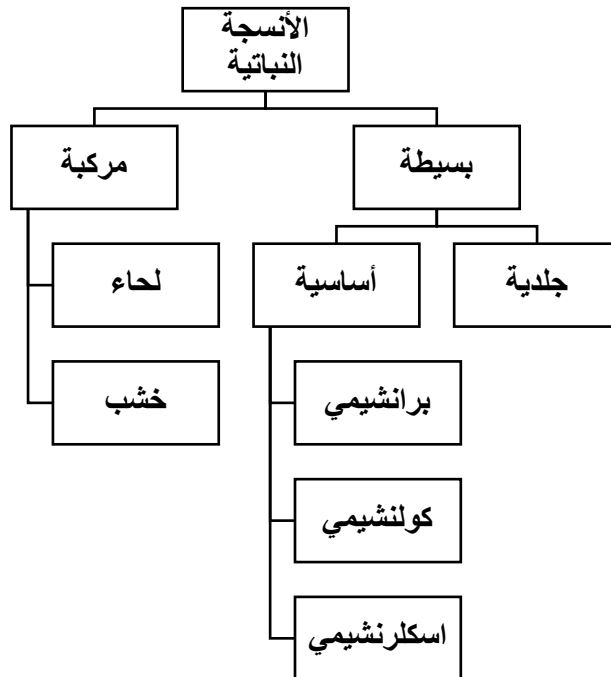 الأنسجة
النباتية
بسيطة
مركبة
جلدية
أساسية
لحاء
برانشيمي
خشب
كولنشيمي
اسكلرنشيمي